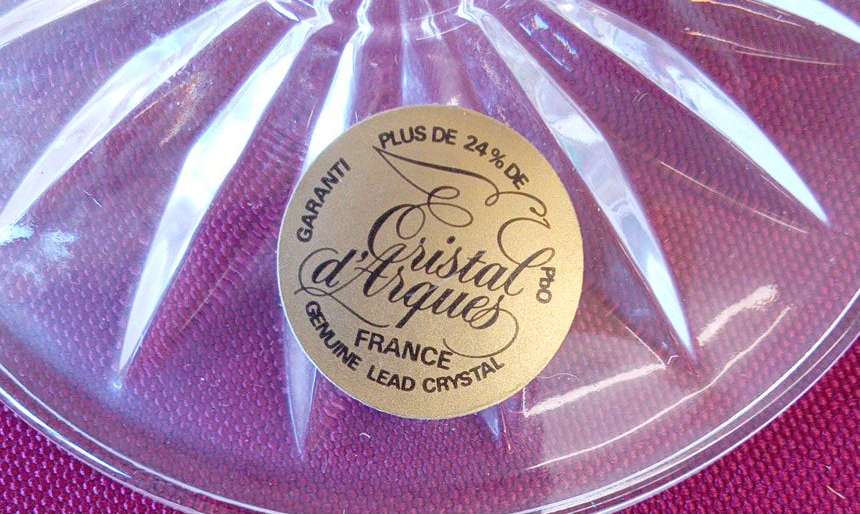 GARANTI PLUS DE 24% DE PbO
Cristal
d'Arques
FRANCE
GENUINE LEAD CRYSTAL